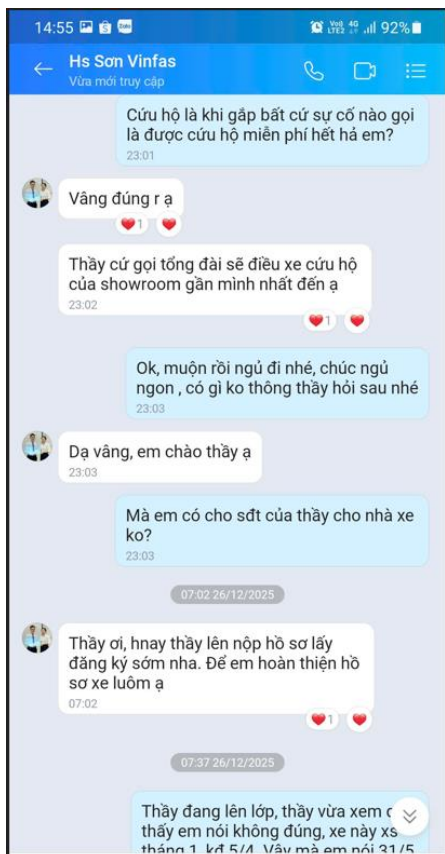 14:55 92%
Hs Sơn Vinfas
Vừa mới truy cập
Cứu hộ là khi gắp bất cứ sự cố nào gọi
là được cứu hộ miễn phí hết hả em?
23:01
Vâng đúng r ạ
1
Thầy cứ gọi tổng đài sẽ điều xe cứu hộ
của showroom gần mình nhất đến ạ
23:02
1
Ok, muộn rồi ngủ đi nhé, chúc ngủ
ngon , có gì ko thông thầy hỏi sau nhé
23:03
Dạ vâng, em chào thầy ạ
23:03
Mà em có cho sđt của thầy cho nhà xe
ko?
23:03
07:02 26/12/2025
Thầy ơi, hnay thầy lên nộp hồ sơ lấy
đăng ký sớm nha. Để em hoàn thiện hồ
sơ xe luôm ạ
07:02
1
07:37 26/12/2025
Thầy đang lên lớp, thầy vừa xem
thấy em nói không đúng, xe này xs
tháng 1, kđ 5/4. Vậy mà em nói 31/5